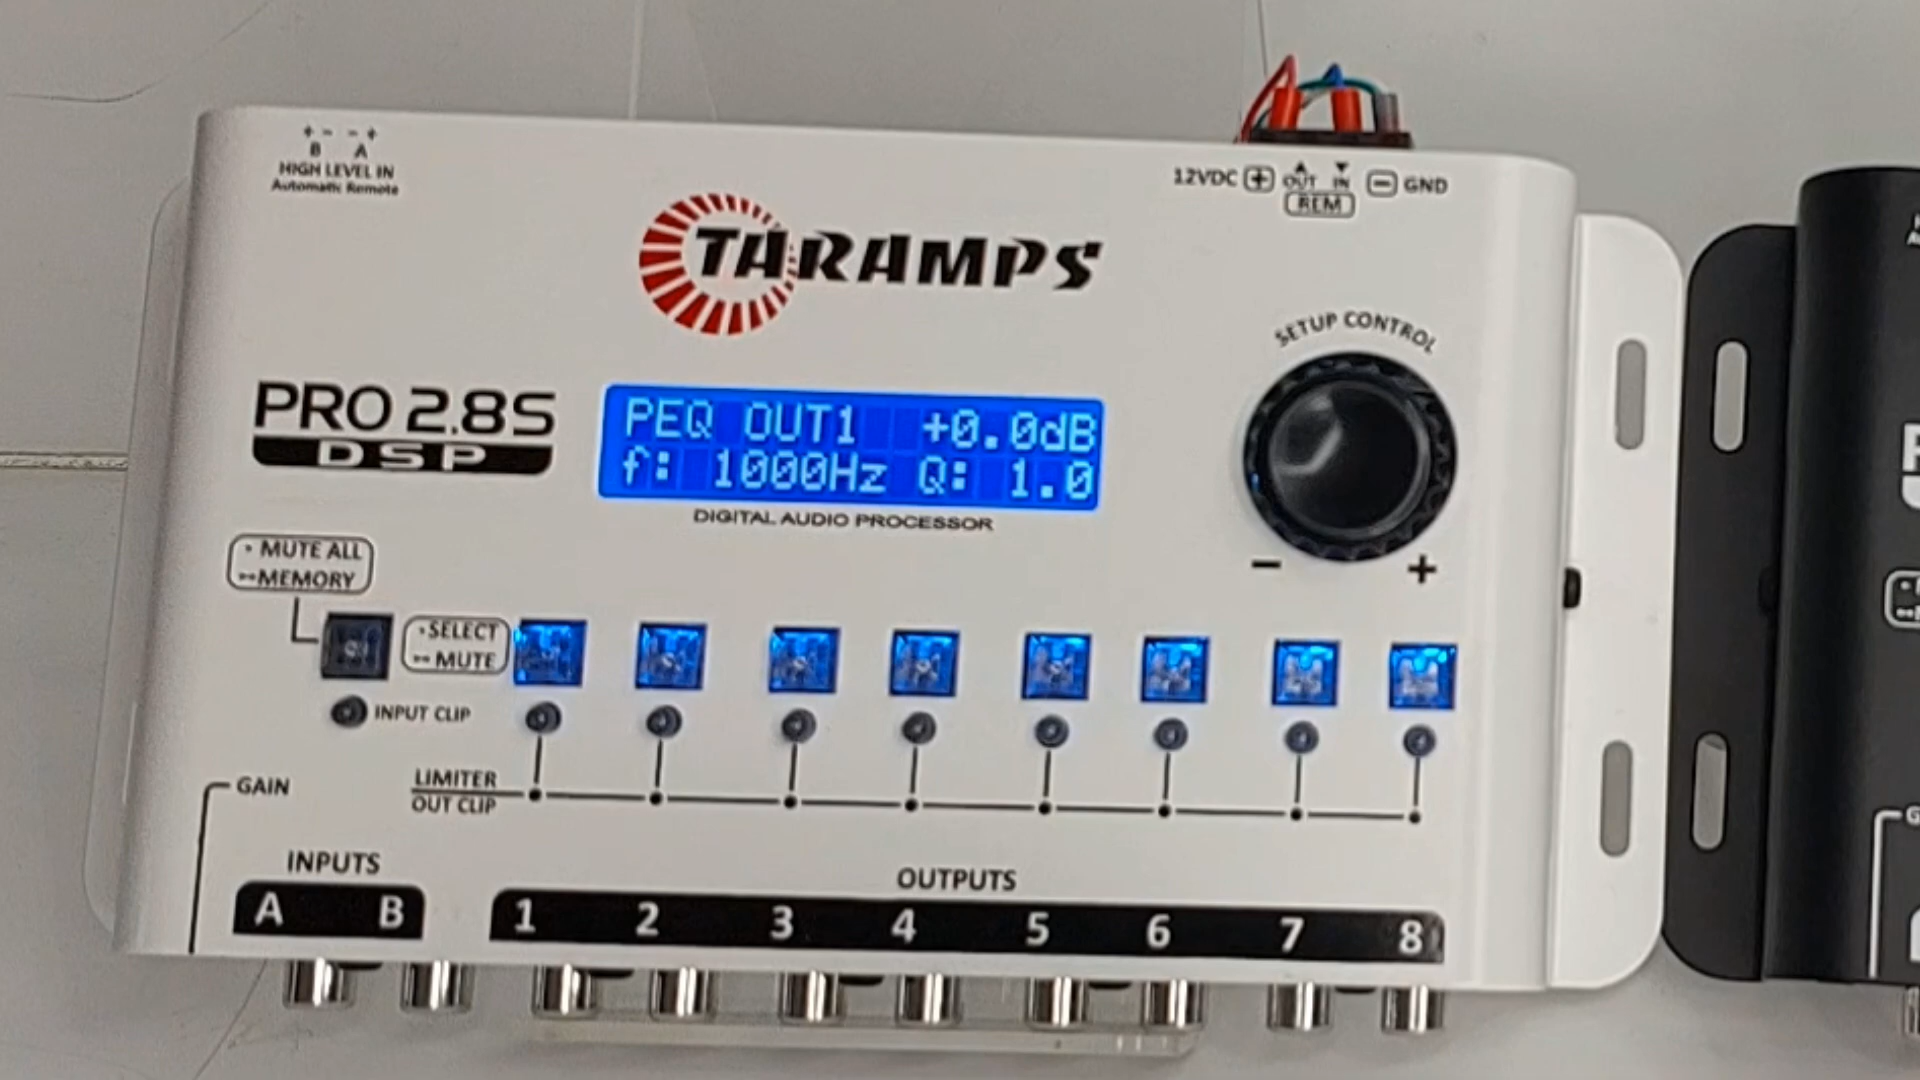 + - - +
B A
HIGH LEVEL IN
Automatic Remote
12VDC + OUT IN - GND
REM
TARAMPS
SETUP CONTROL
PRO 2.8S
DSP
PEQ OUT1 +0.0dB
f: 1000Hz Q: 1.0
DIGITAL AUDIO PROCESSOR
- +
MUTE ALL
MEMORY
SELECT
MUTE
INPUT CLIP
GAIN
LIMITER
OUT CLIP
INPUTS
OUTPUTS
A B 1 2 3 4 5 6 7 8